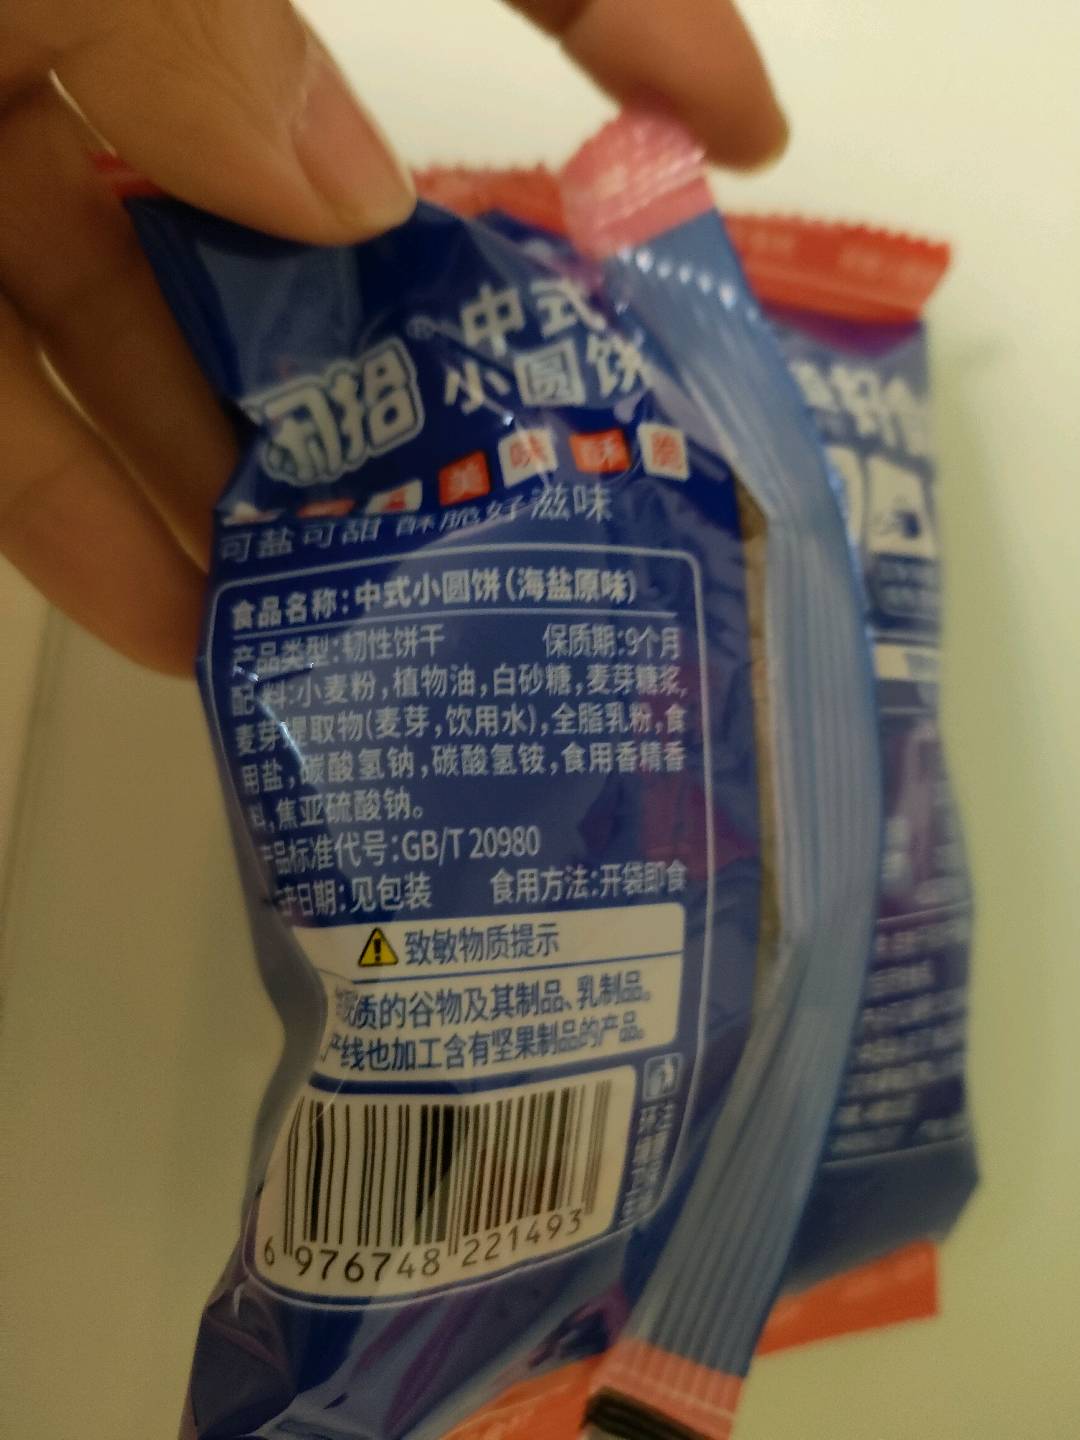 闲拾®
中式
小圆饼
美味酥脆
可盐可甜 酥脆好滋味
食品名称:中式小圆饼(海盐原味)
产品类型:韧性饼干 保质期:9个月
配料:小麦粉,植物油,白砂糖,麦芽糖浆,
麦芽提取物(麦芽,饮用水),全脂乳粉,食
用盐,碳酸氢钠,碳酸氢铵,食用香精香
料,焦亚硫酸钠。
产品标准代号:GB/T 20980
生产日期:见包装 食用方法:开袋即食
致敏物质提示
质的谷物及其制品、乳制品。
产线也加工含有坚果制品的产品。
6 976748 221493
好食